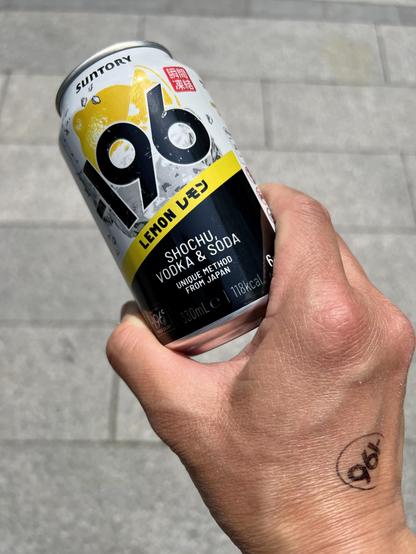 SUNTORY
瞬間
凍結
-196
LEMON レモン
SHOCHU,
VODKA & SODA
UNIQUE METHOD
FROM JAPAN
330mL ℮ | 118kcal
-196